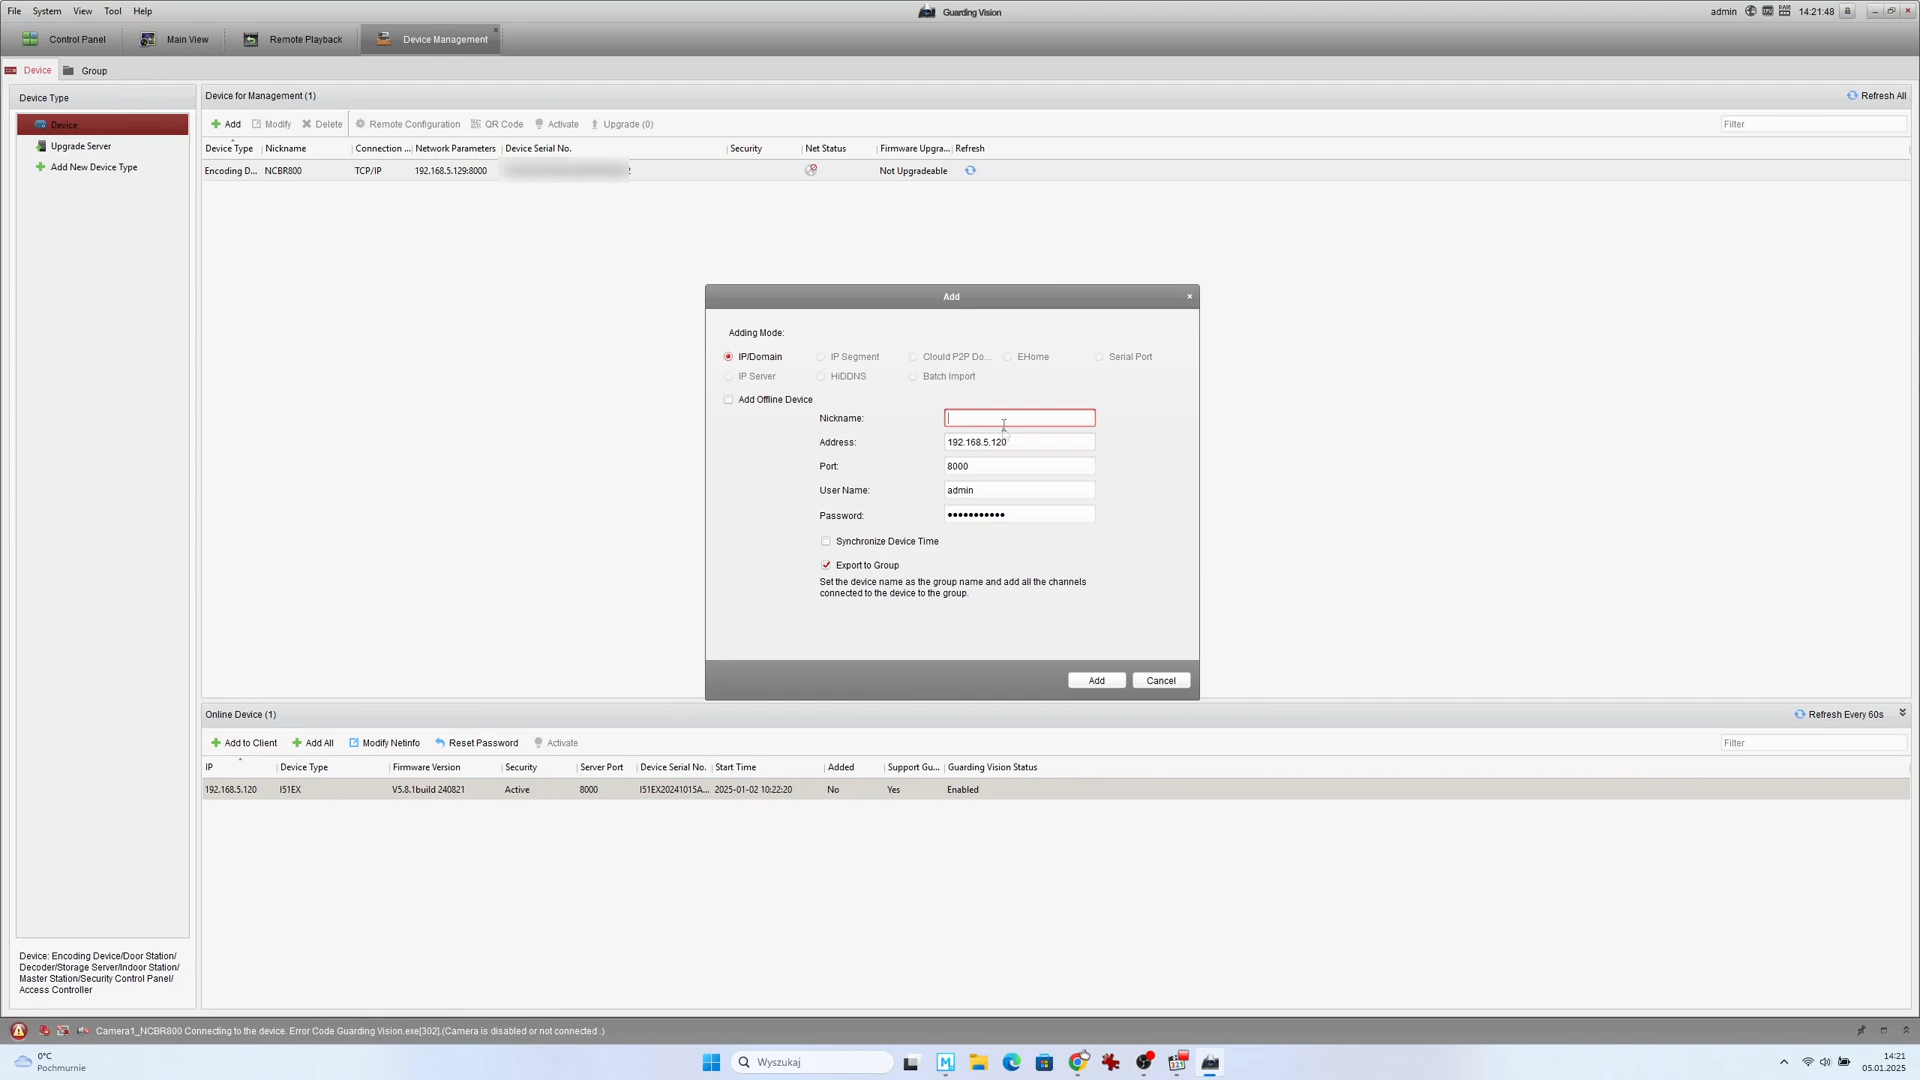 File System View Tool Help
Guarding Vision
admin 14:21:48
Control Panel Main View Remote Playback Device Management
Device Group
Device Type
Device
Upgrade Server
Add New Device Type
Device for Management (1)
Refresh All
Add Modify Delete Remote Configuration QR Code Activate Upgrade (0)
Filter
Device Type Nickname Connection ... Network Parameters Device Serial No. Security Net Status Firmware Upgra... Refresh
Encoding D... NCBR800 TCP/IP 192.168.5.129:8000 Not Upgradeable
Add
Adding Mode:
IP/Domain IP Segment Clould P2P Do... EHome Serial Port
IP Server HiDDNS Batch Import
Add Offline Device
Nickname:
Address: 192.168.5.120
Port: 8000
User Name: admin
Password: ●●●●●●●●●●●
Synchronize Device Time
Export to Group
Set the device name as the group name and add all the channels
connected to the device to the group.
Add Cancel
Online Device (1)
Refresh Every 60s
Add to Client Add All Modify Netinfo Reset Password Activate
Filter
IP Device Type Firmware Version Security Server Port Device Serial No. Start Time Added Support Gu... Guarding Vision Status
192.168.5.120 I51EX V5.8.1build 240821 Active 8000 I51EX20241015A... 2025-01-02 10:22:20 No Yes Enabled
Device: Encoding Device/Door Station/
Decoder/Storage Server/Indoor Station/
Master Station/Security Control Panel/
Access Controller
Camera1_NCBR800 Connecting to the device. Error Code Guarding Vision.exe[302].(Camera is disabled or not connected .)
0°C
Pochmurnie
Wyszukaj
14:21
05.01.2025